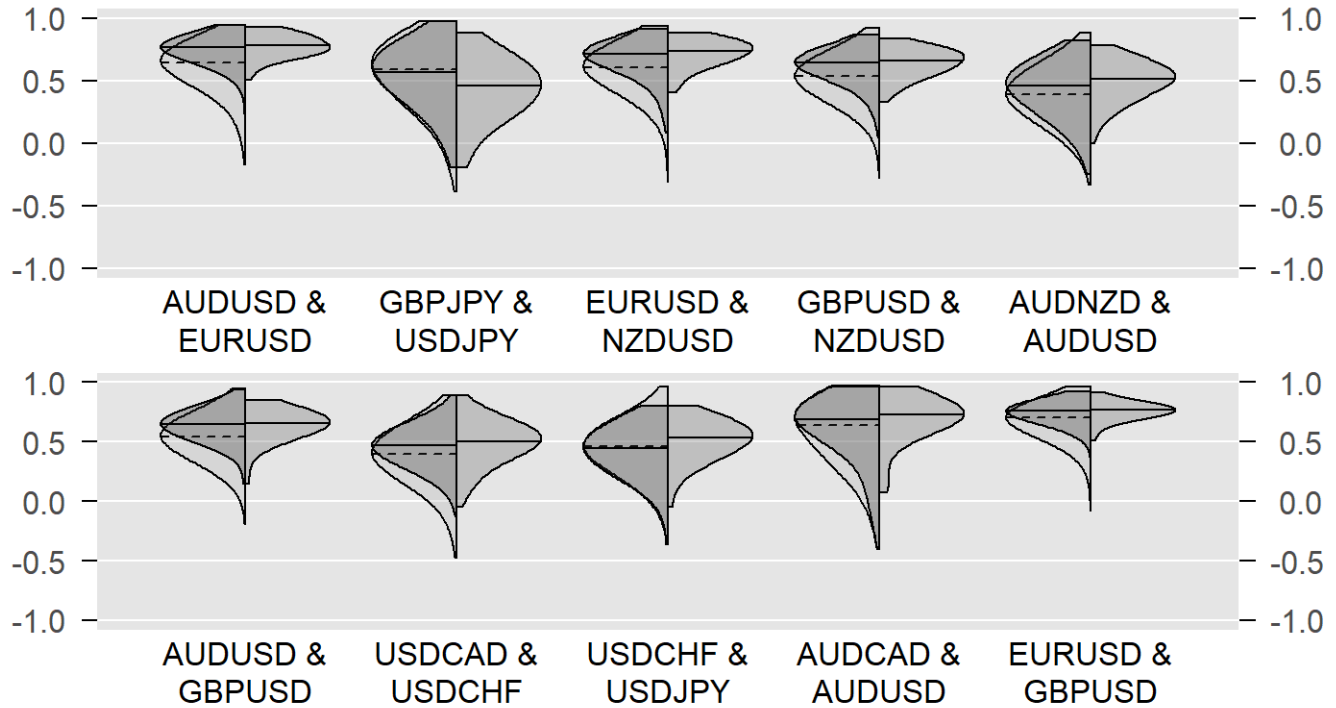 1.0 1.0
0.5 0.5
0.0 0.0
-0.5 -0.5
-1.0 -1.0
AUDUSD & GBPJPY & EURUSD & GBPUSD & AUDNZD &
EURUSD USDJPY NZDUSD NZDUSD AUDUSD
1.0 1.0
0.5 0.5
0.0 0.0
-0.5 -0.5
-1.0 -1.0
AUDUSD & USDCAD & USDCHF & AUDCAD & EURUSD &
GBPUSD USDCHF USDJPY AUDUSD GBPUSD